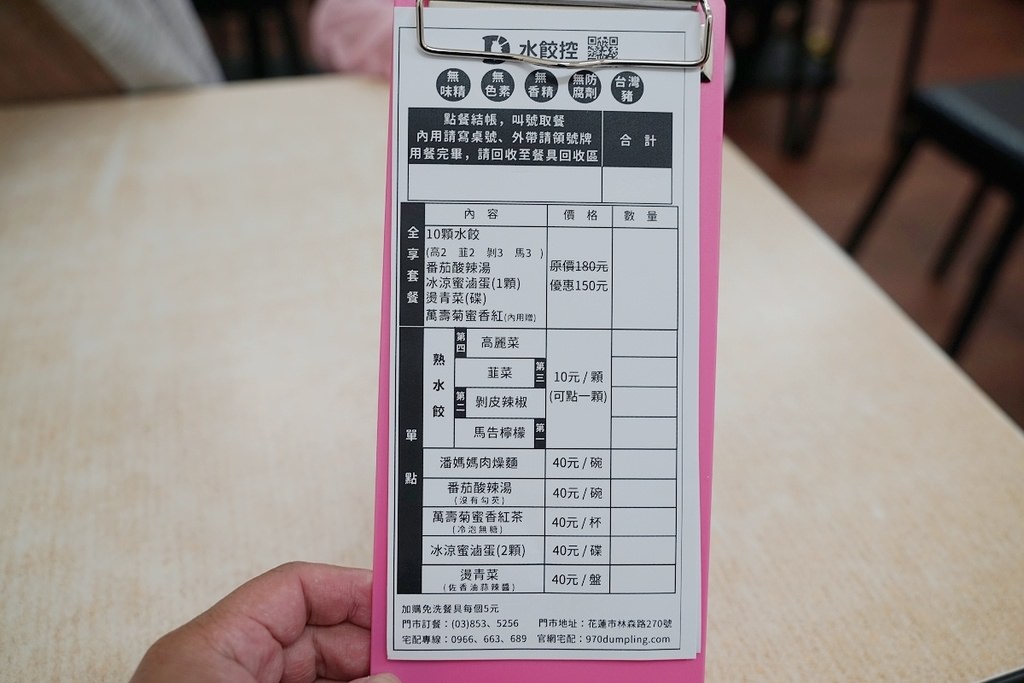 水餃控
無味精 無色素 無香精 無防腐劑 台灣豬
點餐結帳，叫號取餐
內用請寫桌號、外帶請領號牌
用餐完畢，請回收至餐具回收區
合 計
內 容 價 格 數 量
全享套餐
10顆水餃
(高2 韮2 剝3 馬3 )
番茄酸辣湯
冰涼蜜滷蛋(1顆)
燙青菜(碟)
萬壽菊蜜香紅(內用贈)
原價180元
優惠150元
單點
熟水餃
第四 高麗菜
韮菜 第三
第二 剝皮辣椒
馬告檸檬 第一
10元/顆
(可點一顆)
潘媽媽肉燥麵 40元/碗
番茄酸辣湯 40元/碗
(沒有勾芡)
萬壽菊蜜香紅茶 40元/杯
(冷泡無糖)
冰涼蜜滷蛋(2顆) 40元/碟
燙青菜 40元/盤
(佐香油蒜辣醬)
加購免洗餐具每個5元
門市訂餐：(03)853、5256 門市地址：花蓮市林森路270號
宅配專線：0966、663、689 官網宅配：970dumpling.com